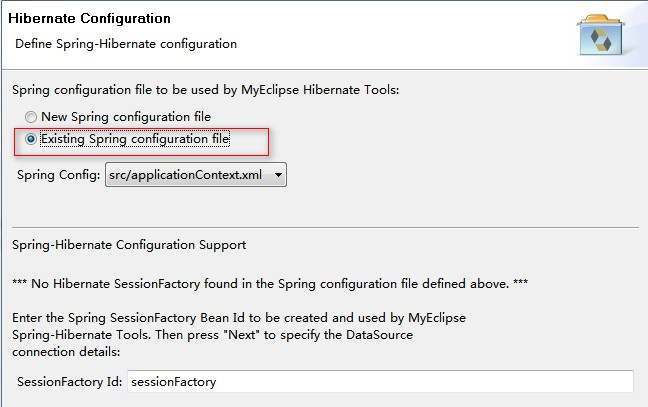 Hibernate Configuration
Define Spring-Hibernate configuration
Spring configuration file to be used by MyEclipse Hibernate Tools:
New Spring configuration file
Existing Spring configuration file
Spring Config: src/applicationContext.xml
Spring-Hibernate Configuration Support
*** No Hibernate SessionFactory found in the Spring configuration file defined above. ***
Enter the Spring SessionFactory Bean Id to be created and used by MyEclipse
Spring-Hibernate Tools. Then press "Next" to specify the DataSource
connection details:
SessionFactory Id: sessionFactory